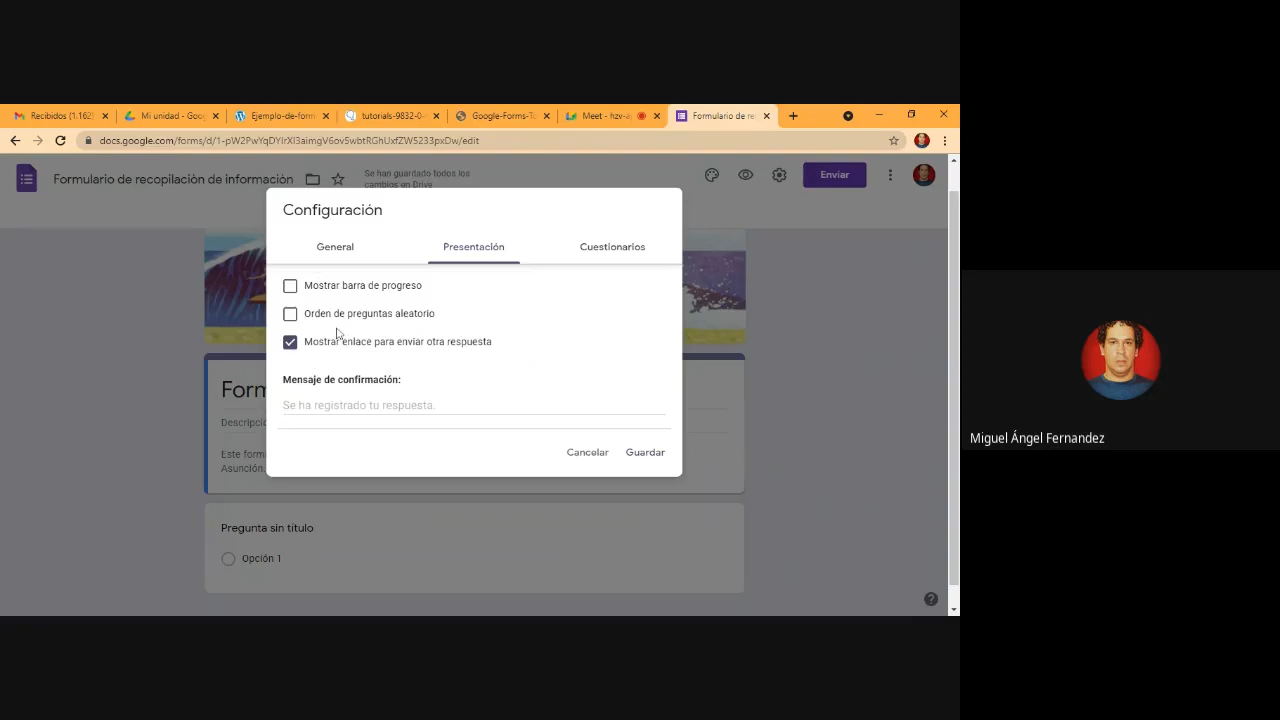 Recibidos (1.162)
Mi unidad - Goog
Ejemplo-de-form
tutorials-9832-0-
Google-Forms-To
Meet - hzv-a
Formulario de re
docs.google.com/forms/d/1-pW2PwYqDYIrXl3aimgV6ov5wbtRGhUxfZW5233pxDw/edit
Formulario de recopilación de información
Se han guardado todos los
cambios en Drive
Enviar
Configuración
General
Presentación
Cuestionarios
Mostrar barra de progreso
Orden de preguntas aleatorio
Mostrar enlace para enviar otra respuesta
Mensaje de confirmación:
Se ha registrado tu respuesta.
Cancelar
Guardar
Form
Descripció
Este form
Asunción.
Pregunta sin título
Opción 1
Miguel Ángel Fernandez